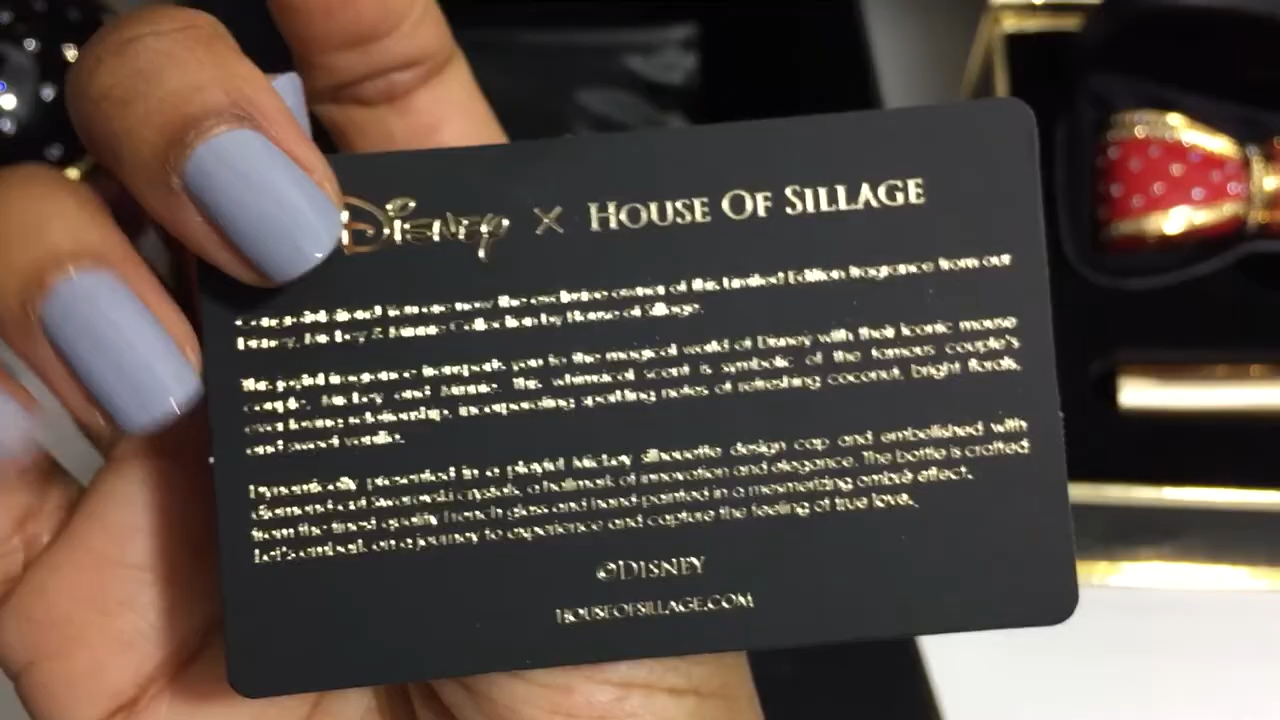 Disney X HOUSE OF SILLAGE
Congratulations! You are now the exclusive owner of this Limited Edition fragrance from our
Disney, Mickey & Minnie Collection by House of Sillage.
The joyful fragrance transports you to the magical world of Disney with their iconic mouse
couple, Mickey and Minnie. This whimsical scent is symbolic of the famous couple's
ever loving relationship, incorporating sparkling notes of refreshing coconut, bright florals,
and sweet vanilla.
Dynamically presented in a playful Mickey silhouette design cap and embellished with
diamond cut Swarovski crystals, a hallmark of innovation and elegance. The bottle is crafted
from the finest quality French glass and hand-painted in a mesmerizing ombré effect.
Let's embark on a journey to experience and capture the feeling of true love.
©DISNEY
HOUSEOFSILLAGE.COM